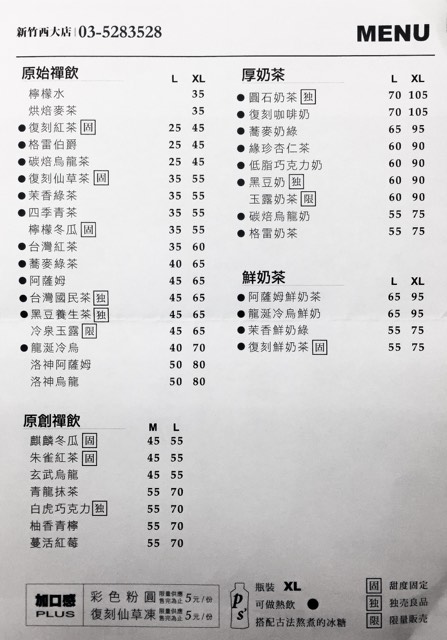 新竹西大店 | 03-5283528
MENU
原始禪飲 L XL
檸檬水 35
烘焙麥茶 35
● 復刻紅茶 固 25 45
● 格雷伯爵 25 45
● 碳焙烏龍茶 25 45
● 復刻仙草茶 固 35 55
● 茉香綠茶 35 55
● 四季青茶 35 55
檸檬冬瓜 固 35 55
● 台灣紅茶 35 60
● 蕎麥綠茶 40 65
● 阿薩姆 45 65
● 台灣國民茶 独 45 65
● 黑豆養生茶 独 45 65
冷泉玉露 限 45 65
● 龍涎冷烏 40 70
洛神阿薩姆 50 80
洛神烏龍 50 80
原創禪飲 M L
麒麟冬瓜 固 45 55
朱雀紅茶 固 45 55
玄武烏龍 45 55
青龍抹茶 55 70
白虎巧克力 独 55 70
柚香青檸 55 70
蔓活紅莓 55 70
厚奶茶 L XL
● 圓石奶茶 独 70 105
● 復刻咖啡奶 70 105
● 蕎麥奶綠 65 95
● 緣珍杏仁茶 60 90
● 低脂巧克力奶 60 90
● 黑豆奶 独 60 90
玉露奶茶 限 60 90
● 碳焙烏龍奶 55 75
● 格雷奶茶 55 75
鮮奶茶 L XL
● 阿薩姆鮮奶茶 65 95
● 龍涎冷烏鮮奶 65 95
● 茉香鮮奶綠 55 75
● 復刻鮮奶茶 固 55 75
加口感
PLUS
彩色粉圓 限量供應 售完為止 5元/份
復刻仙草凍 限量供應 售完為止 5元/份
ps'
瓶裝 XL
可做熱飲 ●
搭配古法熬煮的冰糖
固 甜度固定
独 独売良品
限 限量販売